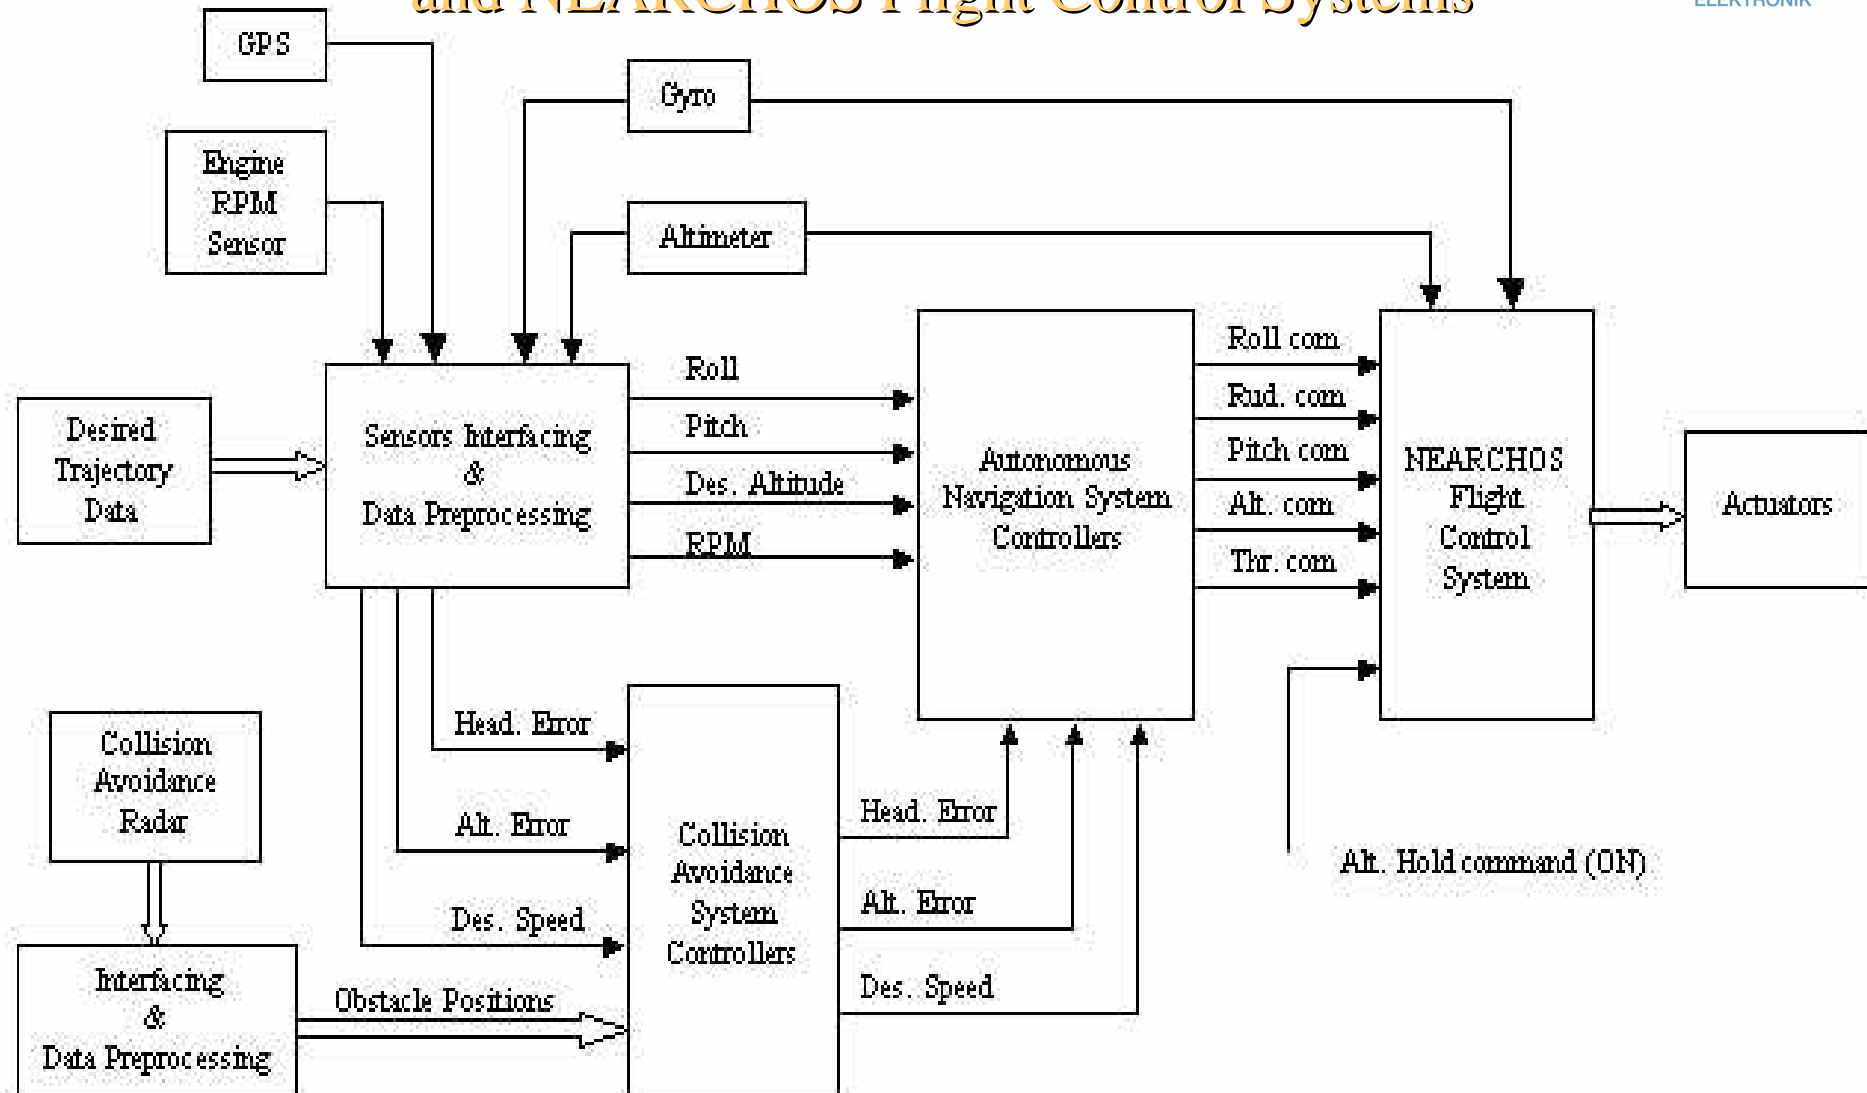 and NEARCHOS Flight Control Systems
ELEKTRONIK
GPS
Gyro
Engine
RPM
Sensor
Altimeter
Desired
Trajectory
Data
Sensors Interfacing
&
Data Preprocessing
Roll
Pitch
Des. Altitude
RPM
Autonomous
Navigation System
Controllers
Roll com
Rud. com
Pitch com
Alt. com
Thr. com
NEARCHOS
Flight
Control
System
Actuators
Head. Error
Alt. Error
Des. Speed
Collision
Avoidance
Radar
Interfacing
&
Data Preprocessing
Obstacle Positions
Collision
Avoidance
System
Controllers
Head. Error
Alt. Error
Des. Speed
Alt. Hold command (ON)